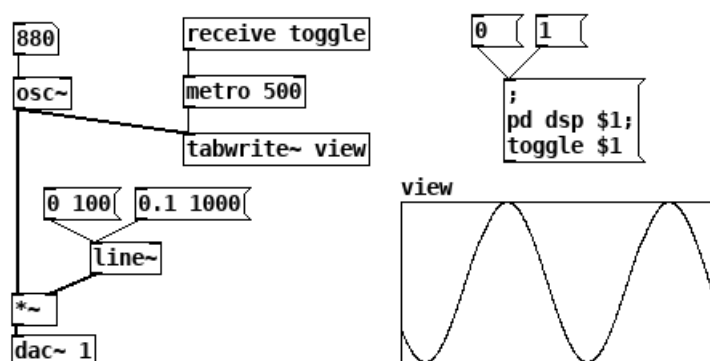 880
osc~
receive toggle
metro 500
tabwrite~ view
0 100
0.1 1000
line~
*~
dac~ 1
0
1
;
pd dsp $1;
toggle $1
view